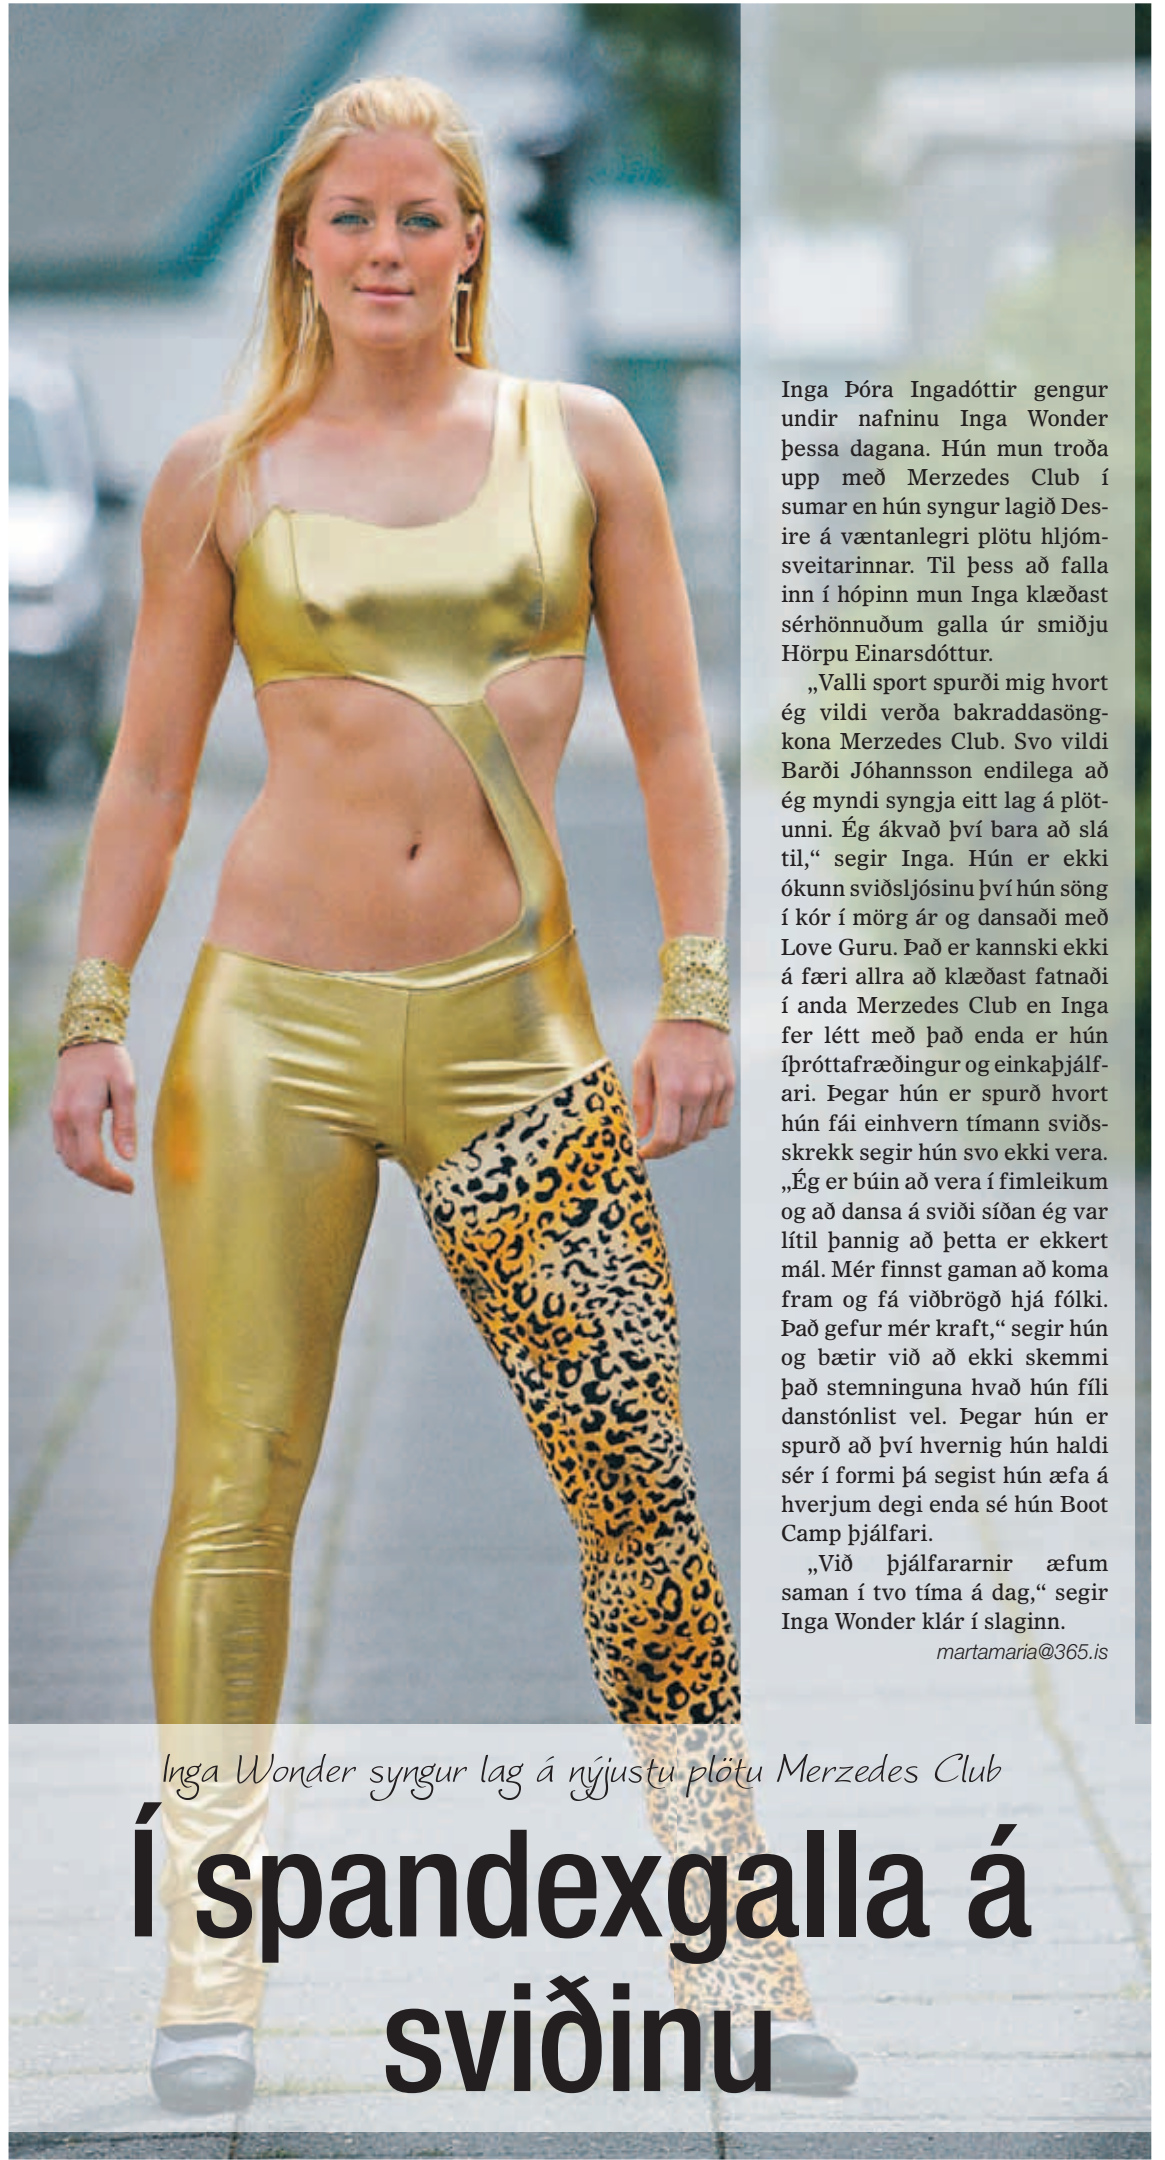 Inga Þóra Ingadóttir gengur
undir nafninu Inga Wonder
þessa dagana. Hún mun troða
upp með Merzedes Club í
sumar en hún syngur lagið Des-
ire á væntanlegri plötu hljóm-
sveitarinnar. Til þess að falla
inn í hópinn mun Inga klæðast
sérhönnuðum galla úr smiðju
Hörpu Einarsdóttur.
„Valli sport spurði mig hvort
ég vildi verða bakraddasöng-
kona Merzedes Club. Svo vildi
Barði Jóhannsson endilega að
ég myndi syngja eitt lag á plöt-
unni. Ég ákvað því bara að slá
til,“ segir Inga. Hún er ekki
ókunn sviðsljósinu því hún söng
í kór í mörg ár og dansaði með
Love Guru. Það er kannski ekki
á færi allra að klæðast fatnaði
í anda Merzedes Club en Inga
fer létt með það enda er hún
íþróttafræðingur og einkaþjálf-
ari. Þegar hún er spurð hvort
hún fái einhvern tímann sviðs-
skrekk segir hún svo ekki vera.
„Ég er búin að vera í fimleikum
og að dansa á sviði síðan ég var
lítil þannig að þetta er ekkert
mál. Mér finnst gaman að koma
fram og fá viðbrögð hjá fólki.
Það gefur mér kraft,“ segir hún
og bætir við að ekki skemmi
það stemninguna hvað hún fíli
danstónlist vel. Þegar hún er
spurð að því hvernig hún haldi
sér í formi þá segist hún æfa á
hverjum degi enda sé hún Boot
Camp þjálfari.
„Við þjálfararnir æfum
saman í tvo tíma á dag,“ segir
Inga Wonder klár í slaginn.
martamaria@365.is
Inga Wonder syngur lag á nýjustu plötu Merzedes Club
Í spandexgalla á
sviðinu